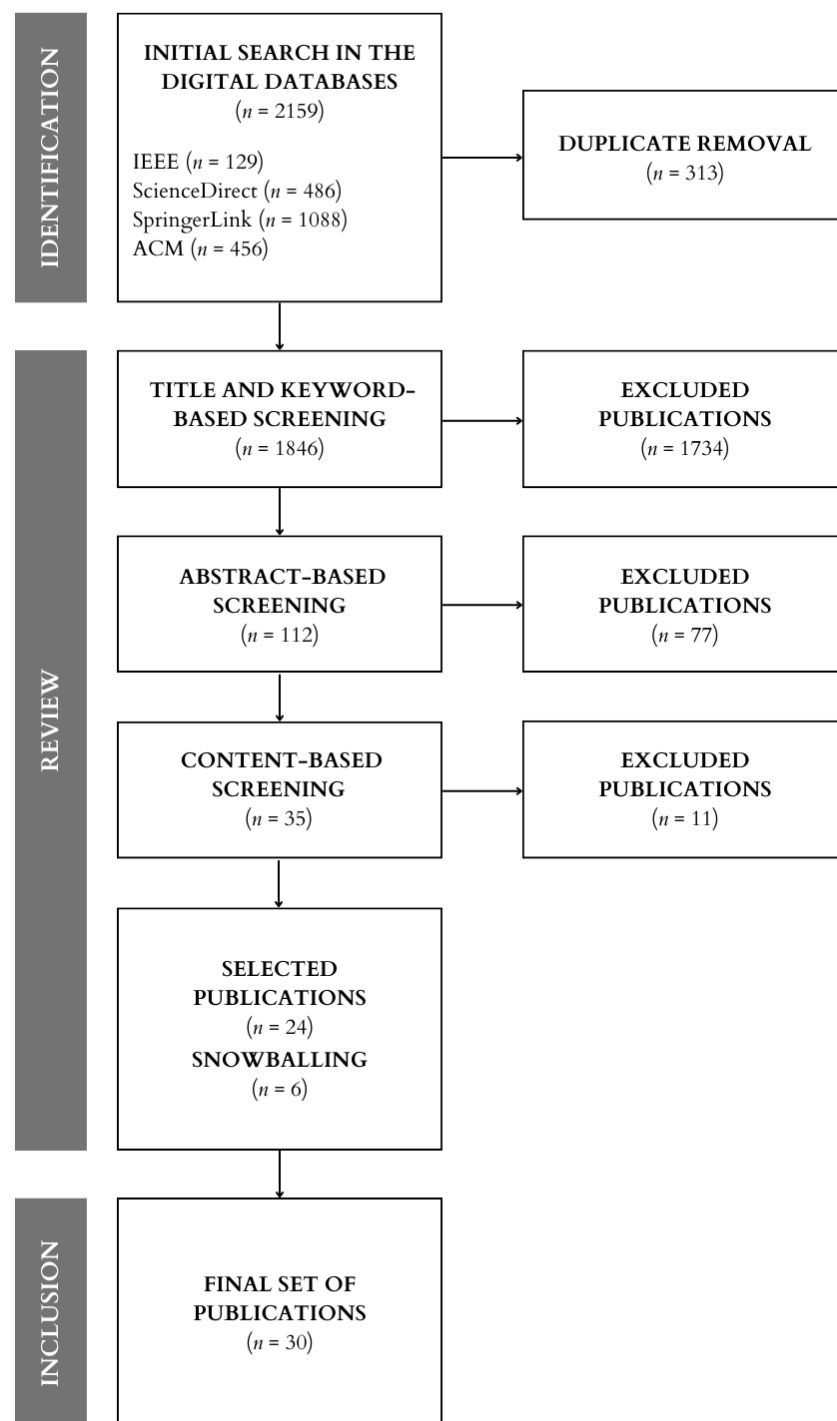 IDENTIFICATION
INITIAL SEARCH IN THE
DIGITAL DATABASES
(n = 2159)
IEEE (n = 129)
ScienceDirect (n = 486)
SpringerLink (n = 1088)
ACM (n = 456)
DUPLICATE REMOVAL
(n = 313)
REVIEW
TITLE AND KEYWORD-
BASED SCREENING
(n = 1846)
EXCLUDED
PUBLICATIONS
(n = 1734)
ABSTRACT-BASED
SCREENING
(n = 112)
EXCLUDED
PUBLICATIONS
(n = 77)
CONTENT-BASED
SCREENING
(n = 35)
EXCLUDED
PUBLICATIONS
(n = 11)
SELECTED
PUBLICATIONS
(n = 24)
SNOWBALLING
(n = 6)
INCLUSION
FINAL SET OF
PUBLICATIONS
(n = 30)